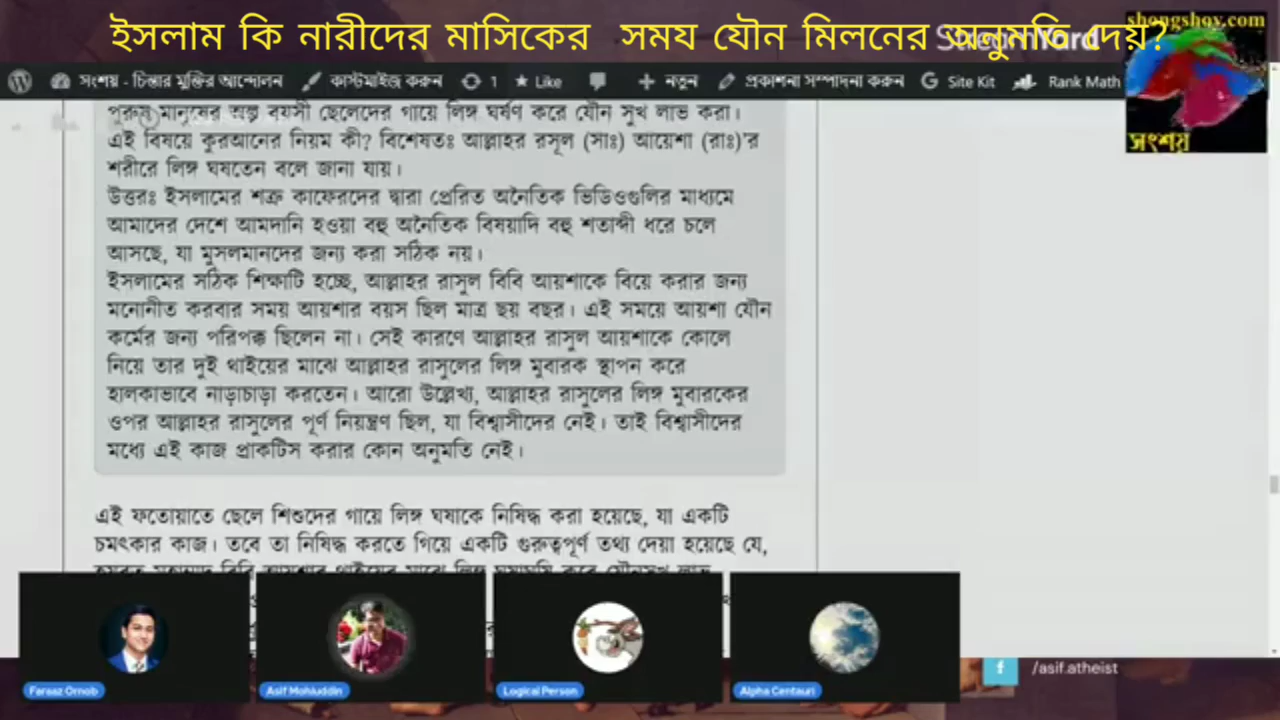 ইসলাম কি নারীদের মাসিকের সময যৌন মিলনের অনুমতি দেয়?
shongshoy.com
সংশয় - চিন্তার মুক্তির আন্দোলন কাস্টমাইজ করুন 1 Like নতুন প্রকাশনা সম্পাদনা করুন Site Kit Rank Math
সংশয়
পুরুষ মানুষের অল্প বয়সী ছেলেদের গায়ে লিঙ্গ ঘর্ষণ করে যৌন সুখ লাভ করা।
এই বিষয়ে কুরআনের নিয়ম কী? বিশেষতঃ আল্লাহর রসূল (সাঃ) আয়েশা (রাঃ)'র
শরীরে লিঙ্গ ঘষতেন বলে জানা যায়।
উত্তরঃ ইসলামের শত্রু কাফেরদের দ্বারা প্রেরিত অনৈতিক ভিডিওগুলির মাধ্যমে
আমাদের দেশে আমদানি হওয়া বহু অনৈতিক বিষয়াদি বহু শতাব্দী ধরে চলে
আসছে, যা মুসলমানদের জন্য করা সঠিক নয়।
ইসলামের সঠিক শিক্ষাটি হচ্ছে, আল্লাহর রাসুল বিবি আয়শাকে বিয়ে করার জন্য
মনোনীত করবার সময় আয়শার বয়স ছিল মাত্র ছয় বছর। এই সময়ে আয়শা যৌন
কর্মের জন্য পরিপক্ক ছিলেন না। সেই কারণে আল্লাহর রাসুল আয়শাকে কোলে
নিয়ে তার দুই থাইয়ের মাঝে আল্লাহর রাসুলের লিঙ্গ মুবারক স্থাপন করে
হালকাভাবে নাড়াচাড়া করতেন। আরো উল্লেখ্য, আল্লাহর রাসুলের লিঙ্গ মুবারকের
ওপর আল্লাহর রাসুলের পূর্ণ নিয়ন্ত্রণ ছিল, যা বিশ্বাসীদের নেই। তাই বিশ্বাসীদের
মধ্যে এই কাজ প্রাকটিস করার কোন অনুমতি নেই।
এই ফতোয়াতে ছেলে শিশুদের গায়ে লিঙ্গ ঘষাকে নিষিদ্ধ করা হয়েছে, যা একটি
চমৎকার কাজ। তবে তা নিষিদ্ধ করতে গিয়ে একটি গুরুত্বপূর্ণ তথ্য দেয়া হয়েছে যে,
Faraaz Ornob
Asif Mohiuddin
Logical Person
Alpha Centauri
/asif.atheist